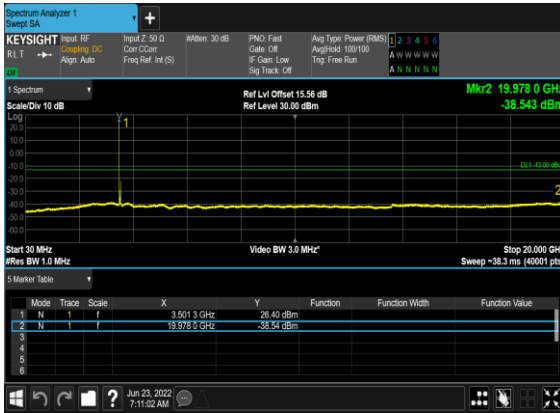 Spectrum Analyzer 1
Swept SA
+
KEYSIGHT Input: RF Input Z: 50 Ω #Atten: 30 dB PNO: Fast Avg Type: Power (RMS) 1 2 3 4 5 6
RLT Coupling: DC Corr CCorr Gate: Off Avg|Hold: 100/100 A W W W W W
Align: Auto Freq Ref: Int (S) IF Gain: Low Trig: Free Run
Sig Track: Off A N N N N N
1 Spectrum
Scale/Div 10 dB
Ref Lvl Offset 15.56 dB
Ref Level 30.00 dBm
Mkr2 19.978 0 GHz
-38.543 dBm
Log
1
20.0
10.0
0.00
-10.0
DL1 -13.00 dBm
-20.0
-30.0
2
-40.0
-50.0
-60.0
Start 30 MHz Video BW 3.0 MHz* Stop 20.000 GHz
#Res BW 1.0 MHz Sweep ~38.3 ms (40001 pts
5 Marker Table
Mode Trace Scale X Y Function Function Width Function Value
1 N 1 f 3.501 3 GHz 26.40 dBm
2 N 1 f 19.978 0 GHz -38.54 dBm
3
4
5
6
? Jun 23, 2022
7:11:02 AM